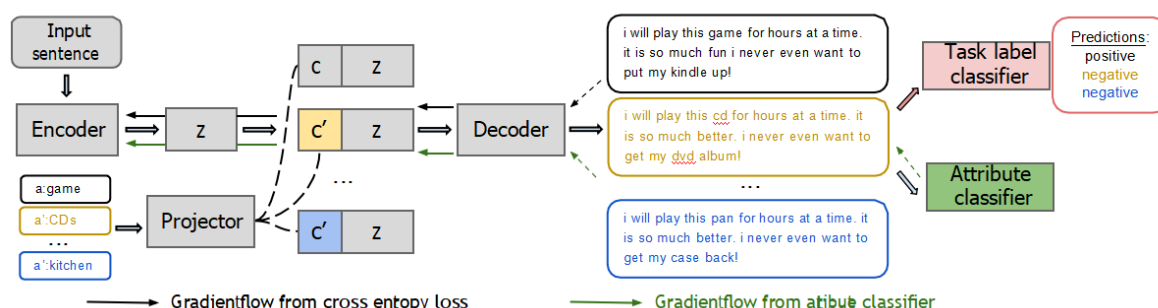 Input
sentence
Encoder
z
a:game
a':CDs
...
a':kitchen
Projector
c z
c' z
...
c' z
Decoder
i will play this game for hours at a time.
it is so much fun i never even want to
put my kindle up!
i will play this cd for hours at a time. it
is so much better. i never even want to
get my dvd album!
...
i will play this pan for hours at a time. it
is so much better. i never even want to
get my case back!
Task label
classifier
Predictions:
positive
negative
negative
Attribute
classifier
Gradientflow from cross entropy loss
Gradientflow from attribute classifier